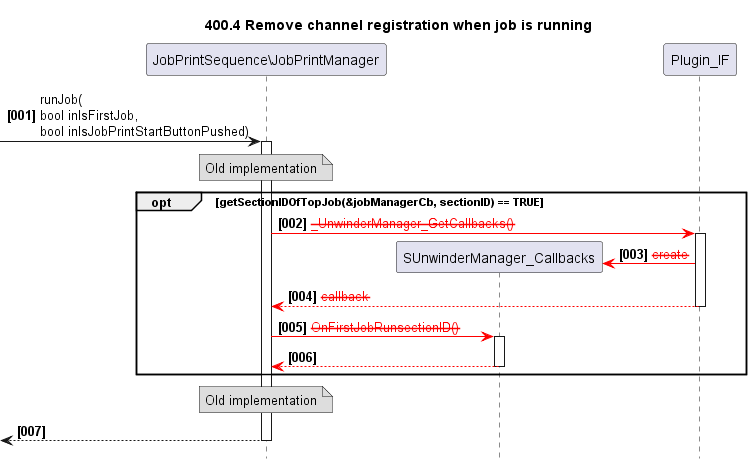 400.4 Remove channel registration when job is running
JobPrintSequence\JobPrintManager
Plugin_IF
runJob(
[001] bool inIsFirstJob,
bool inIsJobPrintStartButtonPushed)
Old implementation
opt [getSectionIDOfTopJob(&jobManagerCb, sectionID) == TRUE]
[002] _UnwinderManager_GetCallbacks()
SUnwinderManager_Callbacks
[003] create
[004] callback
[005] OnFirstJobRunsectionID()
[006]
Old implementation
[007]